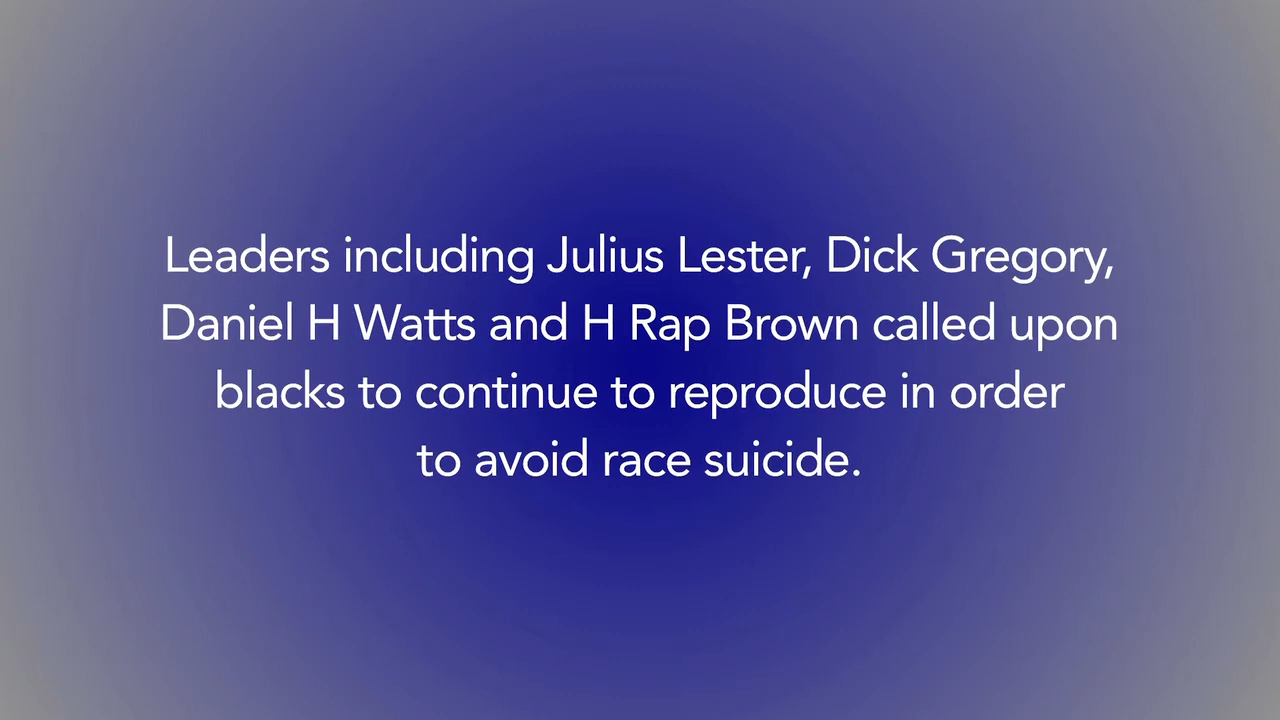 Leaders including Julius Lester, Dick Gregory,
Daniel H Watts and H Rap Brown called upon
blacks to continue to reproduce in order
to avoid race suicide.